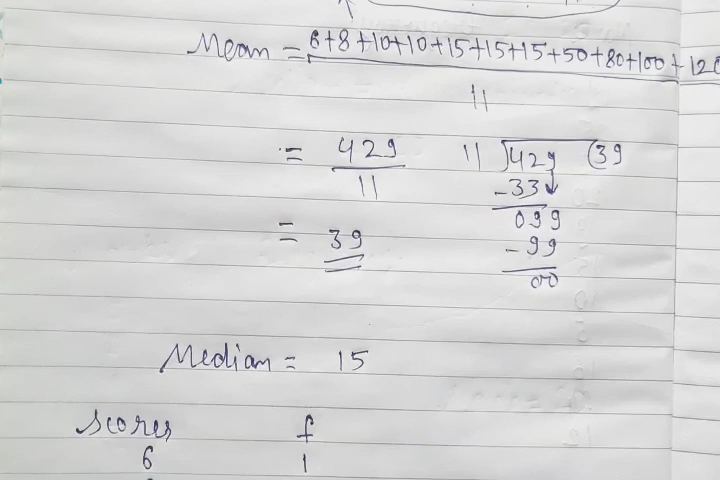 Mean = 6+8+10+10+15+15+15+50+80+100+120
11
= 429 11)429(39
11 -33
099
= 39 -99
00
Median = 15
Scores f
6 1